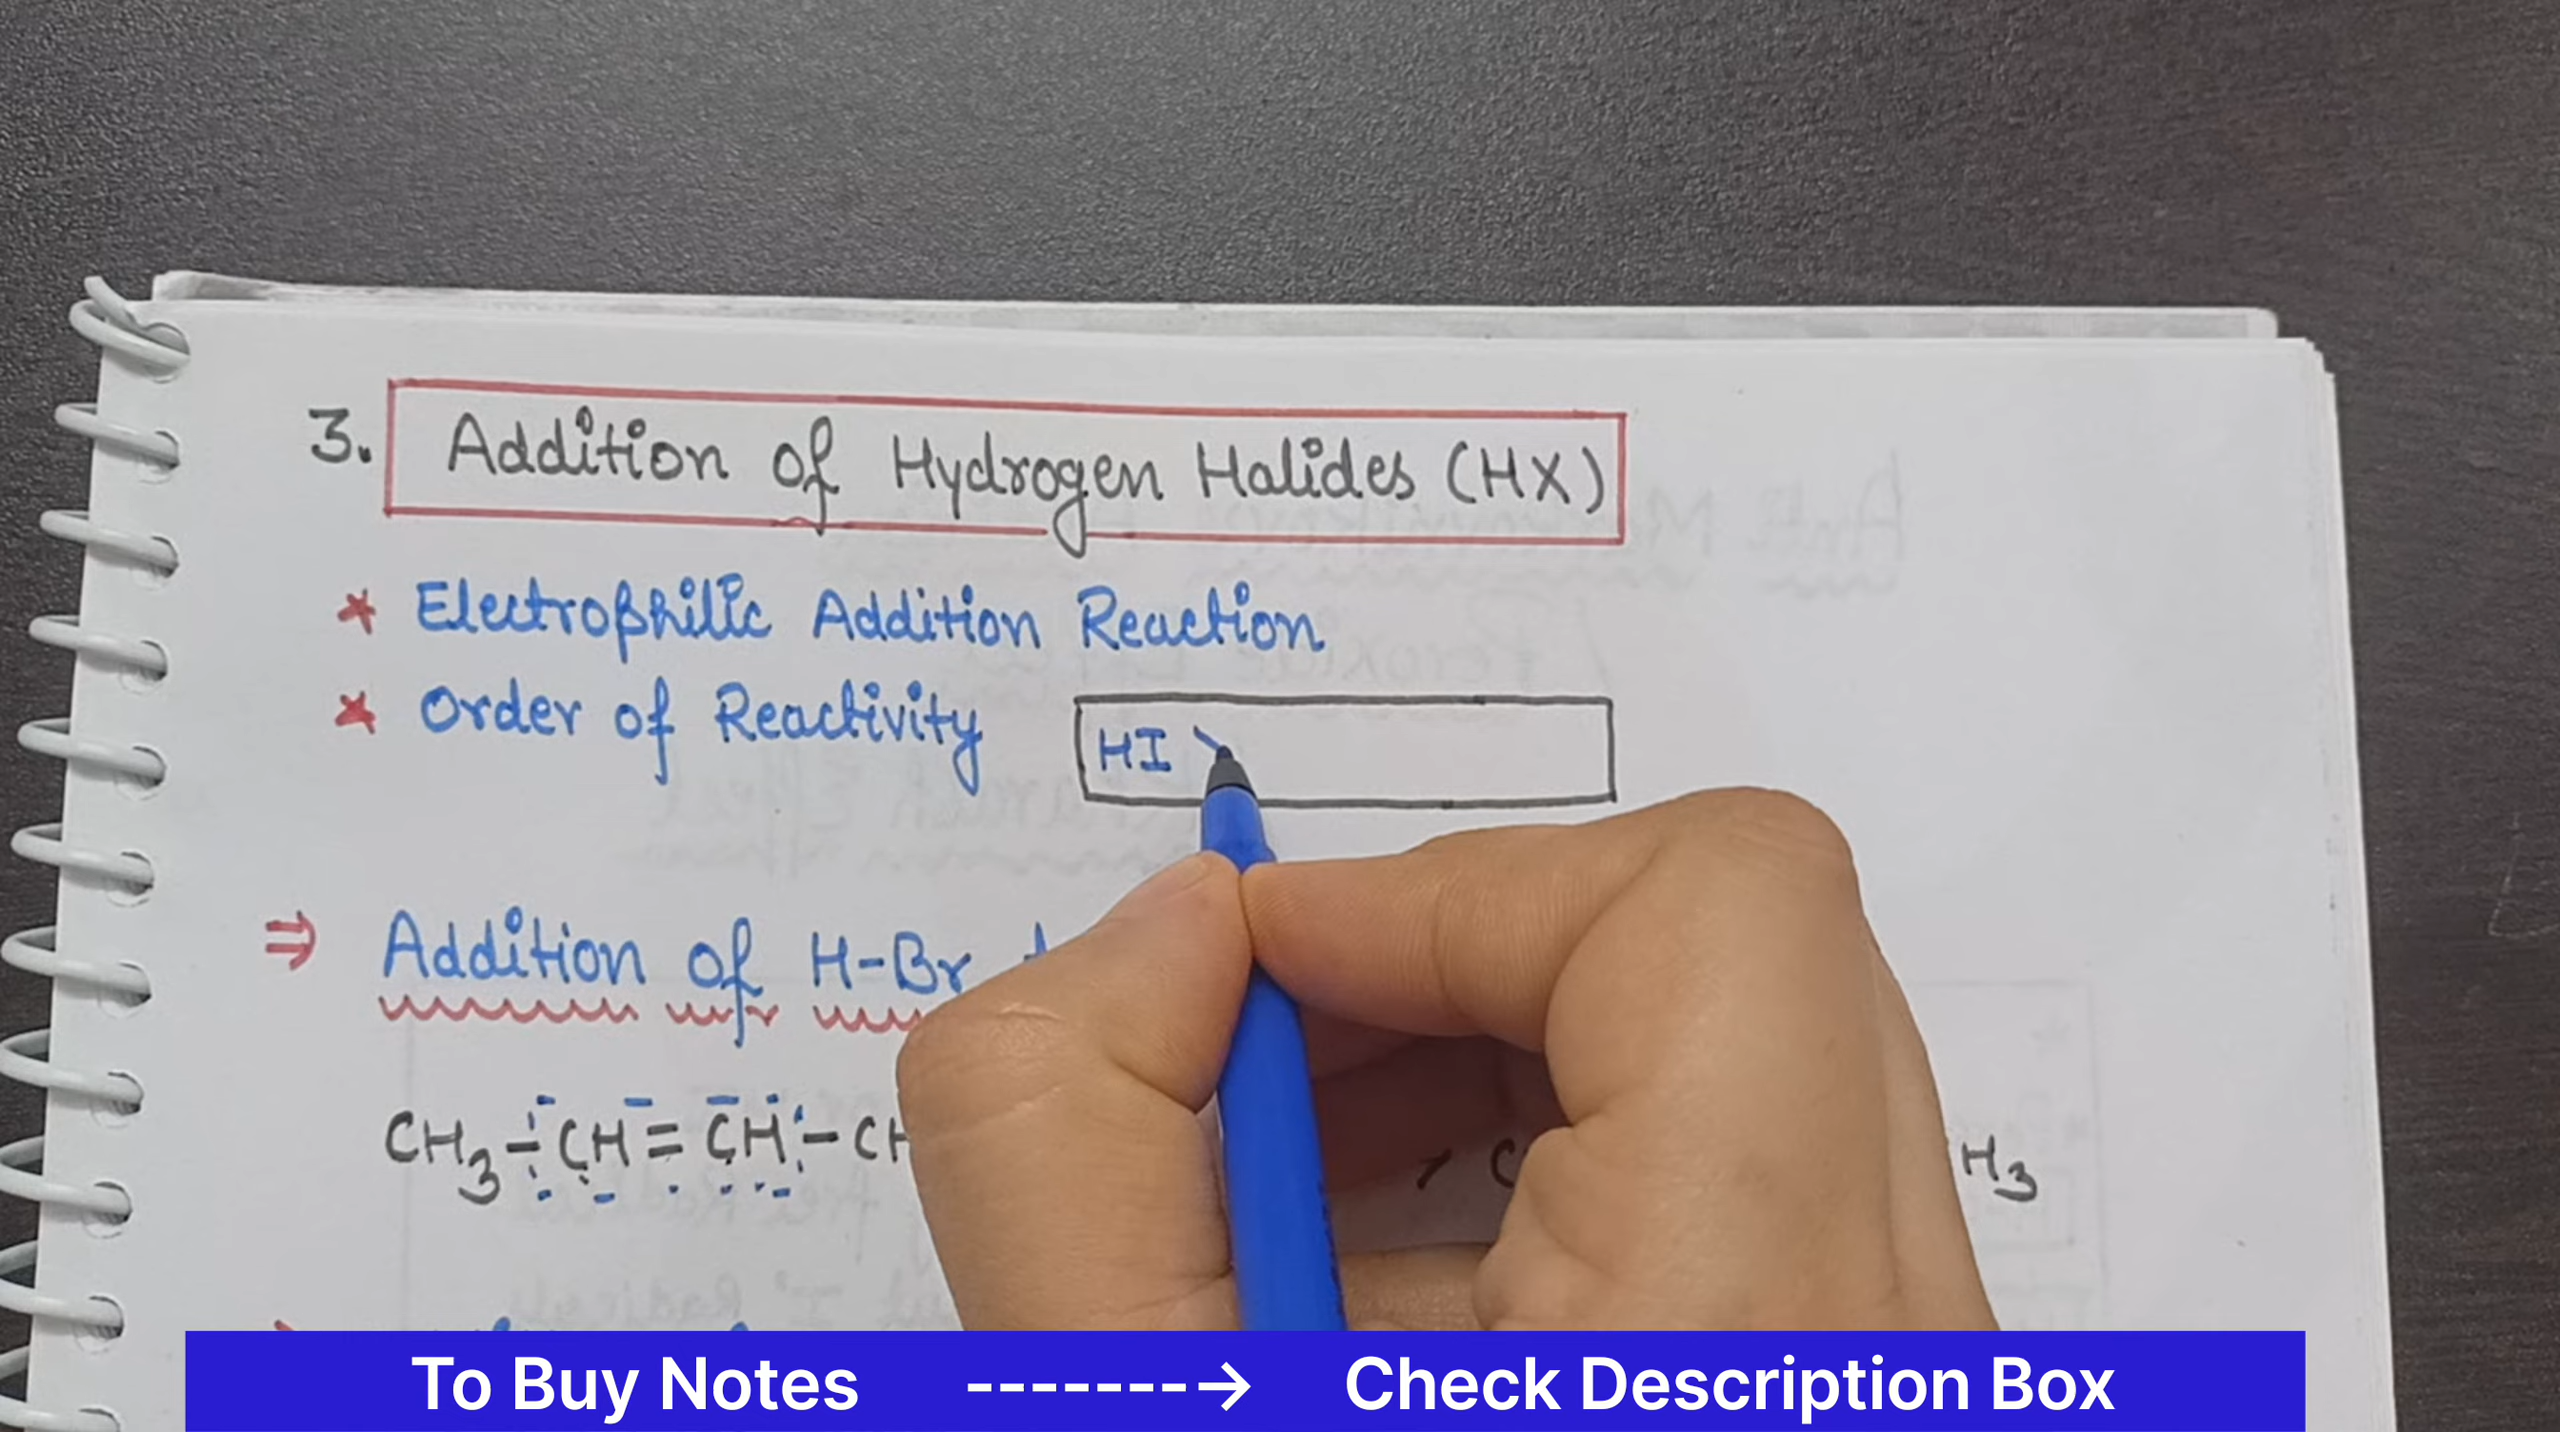 3. Addition of Hydrogen Halides (HX)
* Electrophilic Addition Reaction
* Order of Reactivity HI
⇒ Addition of H-Br
CH3-CH=CH-CH H3
To Buy Notes -------→ Check Description Box